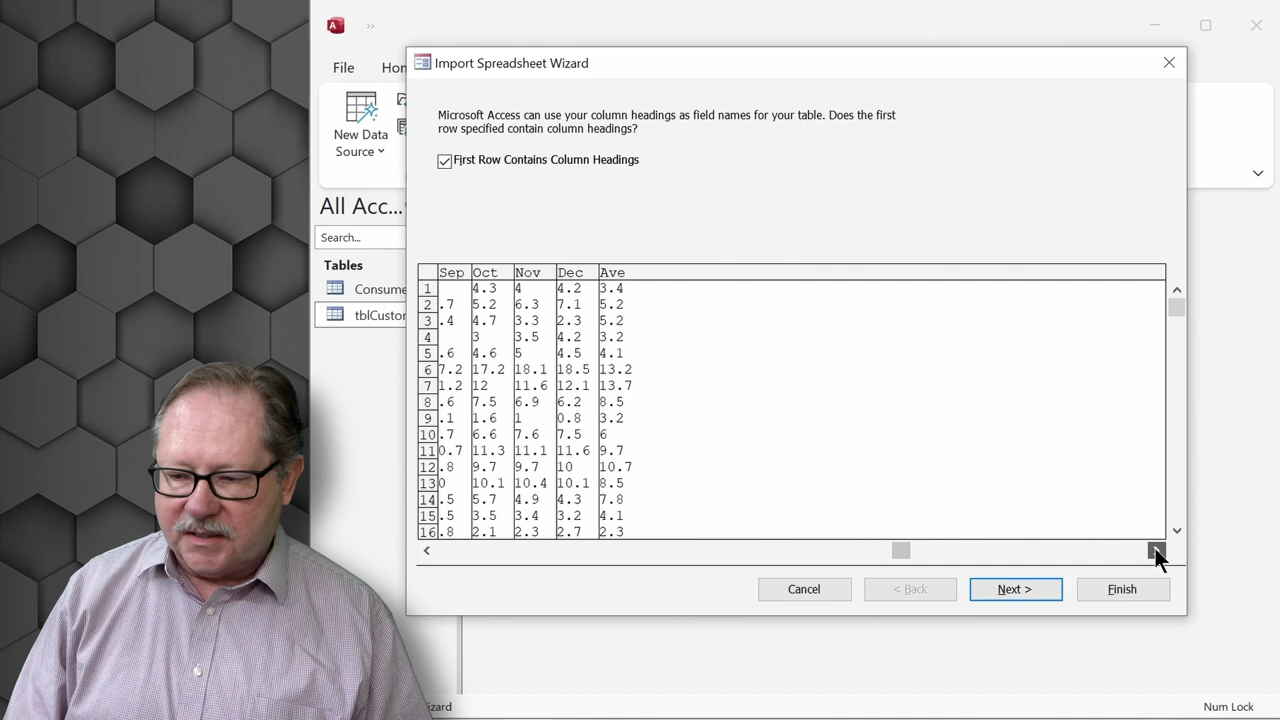 A »
File Hom
New Data
Source
All Acc...
Search...
Tables
Consume
tblCustor
Import Spreadsheet Wizard
Microsoft Access can use your column headings as field names for your table. Does the first
row specified contain column headings?
First Row Contains Column Headings
Sep Oct Nov Dec Ave
1 4.3 4 4.2 3.4
2 .7 5.2 6.3 7.1 5.2
3 .4 4.7 3.3 2.3 5.2
4 3 3.5 4.2 3.2
5 .6 4.6 5 4.5 4.1
6 7.2 17.2 18.1 18.5 13.2
7 1.2 12 11.6 12.1 13.7
8 .6 7.5 6.9 6.2 8.5
9 .1 1.6 1 0.8 3.2
10 .7 6.6 7.6 7.5 6
11 0.7 11.3 11.1 11.6 9.7
12 .8 9.7 9.7 10 10.7
13 0 10.1 10.4 10.1 8.5
14 .5 5.7 4.9 4.3 7.8
15 .5 3.5 3.4 3.2 4.1
16 .8 2.1 2.3 2.7 2.3
Cancel < Back Next > Finish
izard Num Lock